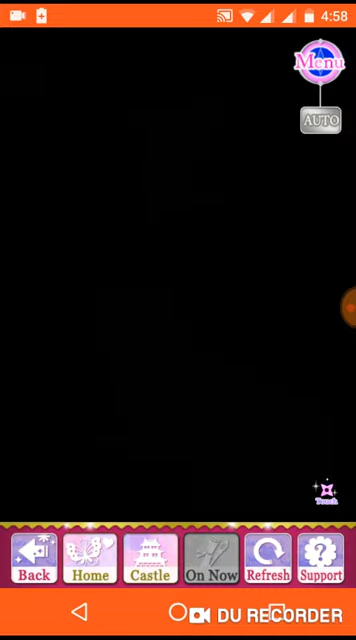 4:58
Menu
AUTO
Touch
Back
Home
Castle
On Now
Refresh
Support
DU RECORDER